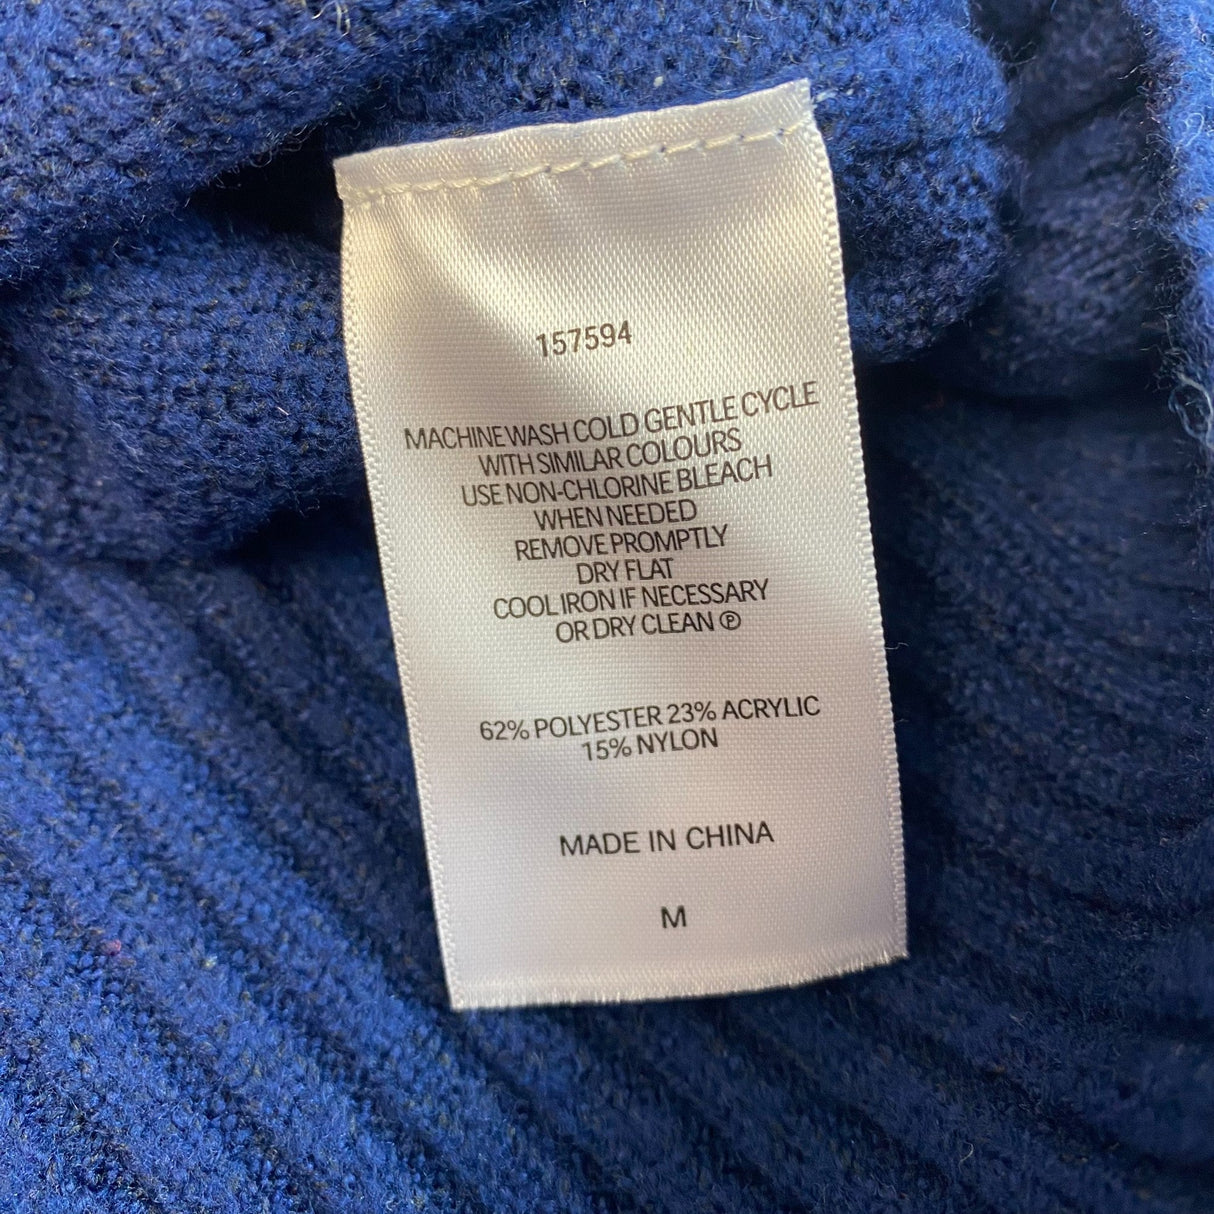 157594
MACHINE WASH COLD GENTLE CYCLE
WITH SIMILAR COLOURS
USE NON-CHLORINE BLEACH
WHEN NEEDED
REMOVE PROMPTLY
DRY FLAT
COOL IRON IF NECESSARY
OR DRY CLEAN Ⓟ
62% POLYESTER 23% ACRYLIC
15% NYLON
MADE IN CHINA
M